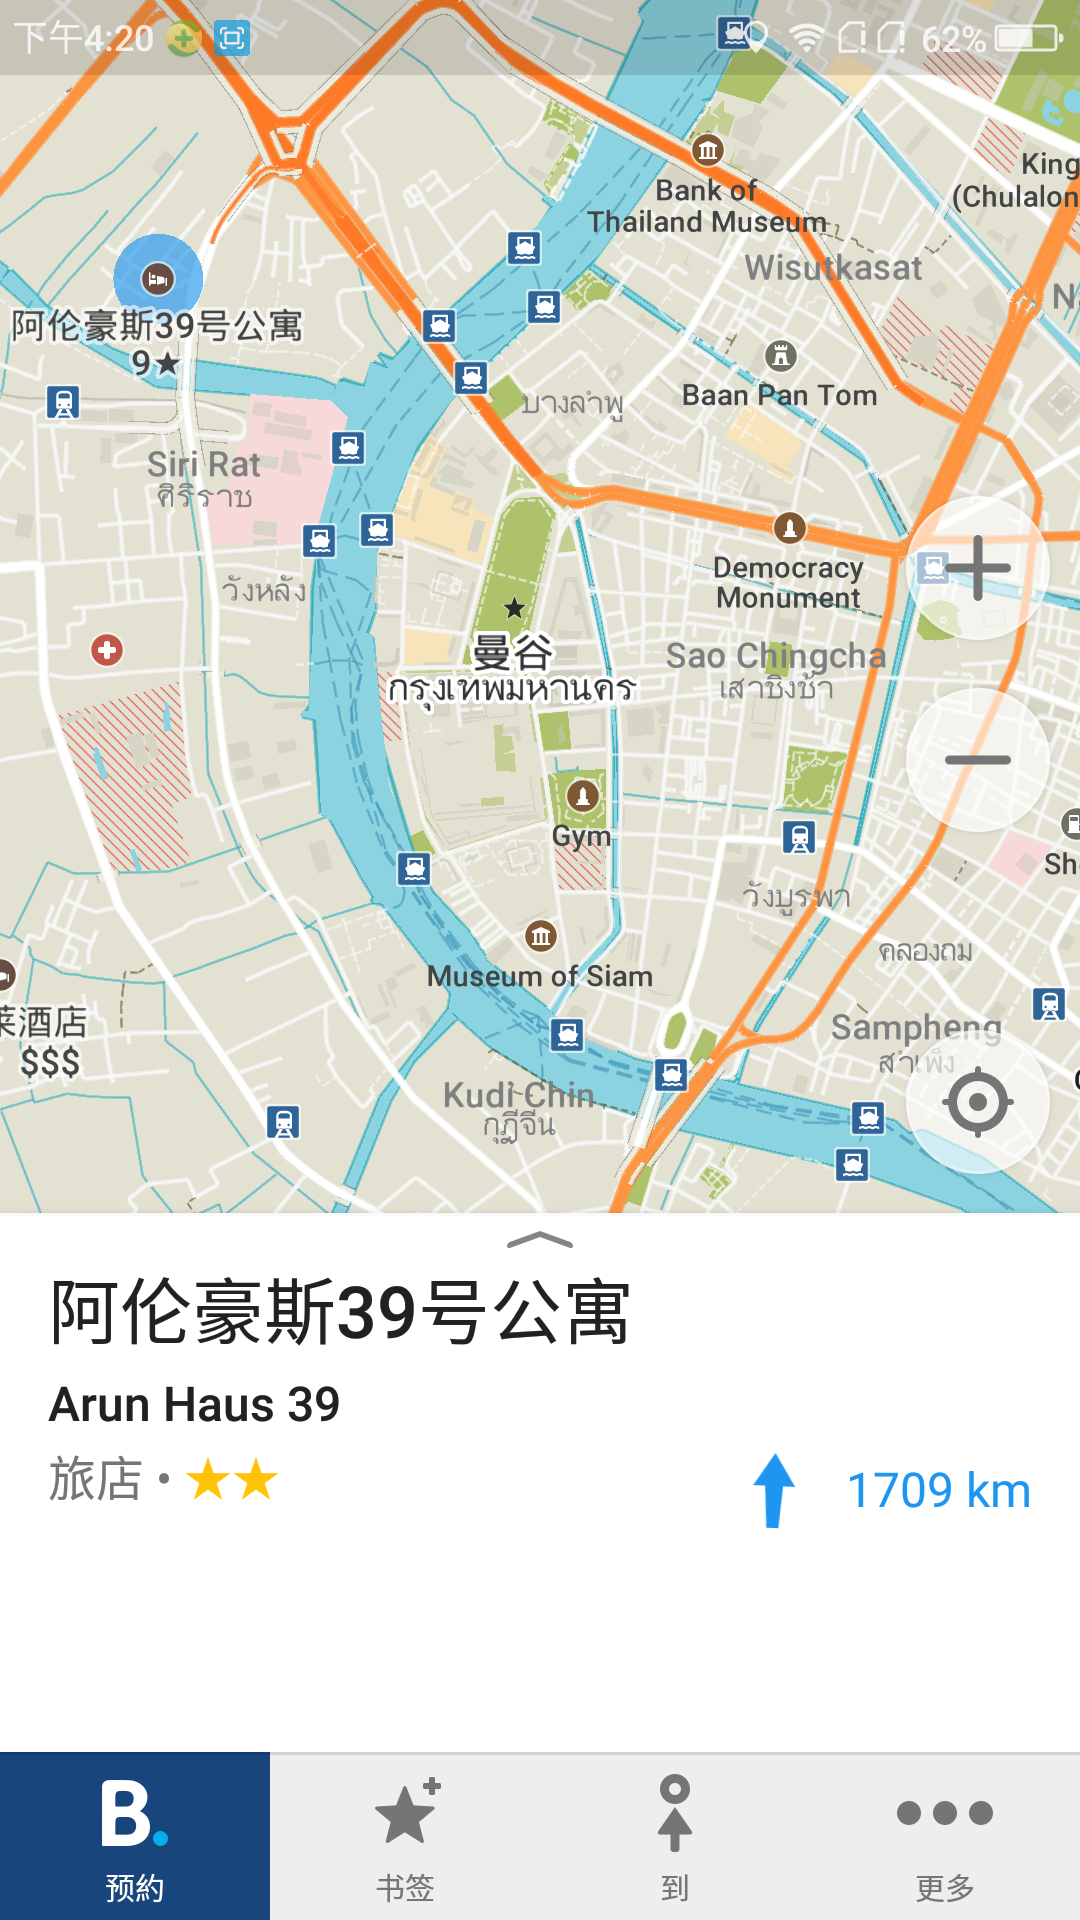 下午4:20
62%
King
(Chulalon
Bank of
Thailand Museum
Wisutkasat
N
阿伦豪斯39号公寓
9★
Baan Pan Tom
บางลำพู
Siri Rat
ศิริราช
Democracy
Monument
วังหลัง
曼谷
กรุงเทพมหานคร
Sao Chingcha
เสาชิงช้า
Gym
Sh
วังบูรพา
คลองถม
Museum of Siam
莱酒店
$$$
Sampheng
สำเพ็ง
Kudi Chin
กุฎีจีน
阿伦豪斯39号公寓
Arun Haus 39
旅店 • ★★
1709 km
B.
预約
书签
到
更多